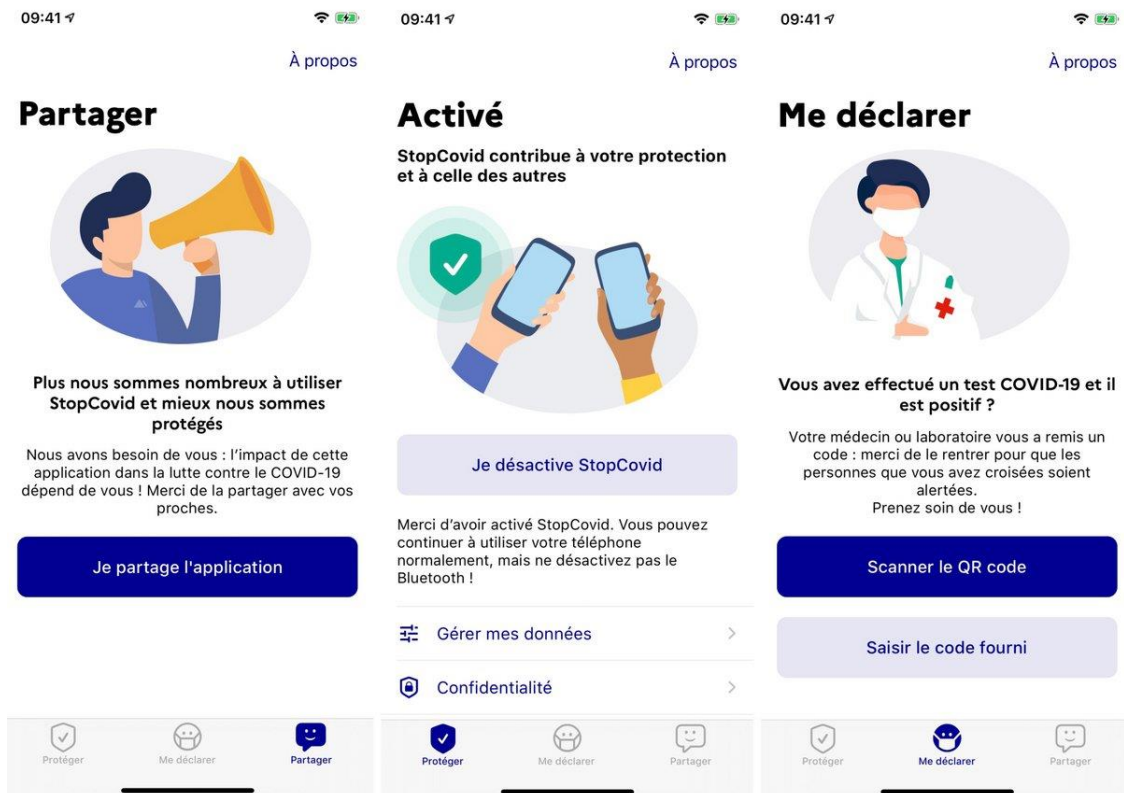 09:41
À propos
Partager
Plus nous sommes nombreux à utiliser
StopCovid et mieux nous sommes
protégés
Nous avons besoin de vous : l'impact de cette
application dans la lutte contre le COVID-19
dépend de vous ! Merci de la partager avec vos
proches.
Je partage l'application
Protéger
Me déclarer
Partager
09:41
À propos
Activé
StopCovid contribue à votre protection
et à celle des autres
Je désactive StopCovid
Merci d'avoir activé StopCovid. Vous pouvez
continuer à utiliser votre téléphone
normalement, mais ne désactivez pas le
Bluetooth !
Gérer mes données
Confidentialité
Protéger
Me déclarer
Partager
09:41
À propos
Me déclarer
Vous avez effectué un test COVID-19 et il
est positif ?
Votre médecin ou laboratoire vous a remis un
code : merci de le rentrer pour que les
personnes que vous avez croisées soient
alertées.
Prenez soin de vous !
Scanner le QR code
Saisir le code fourni
Protéger
Me déclarer
Partager